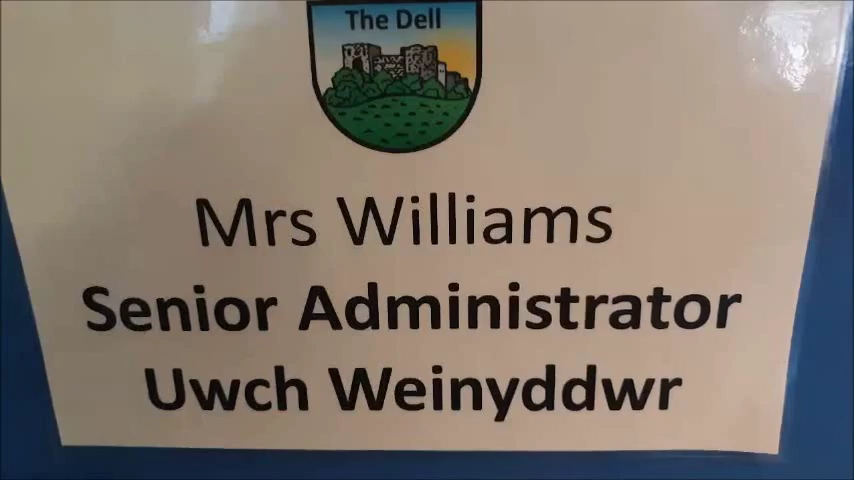 The Dell
Mrs Williams
Senior Administrator
Uwch Weinyddwr